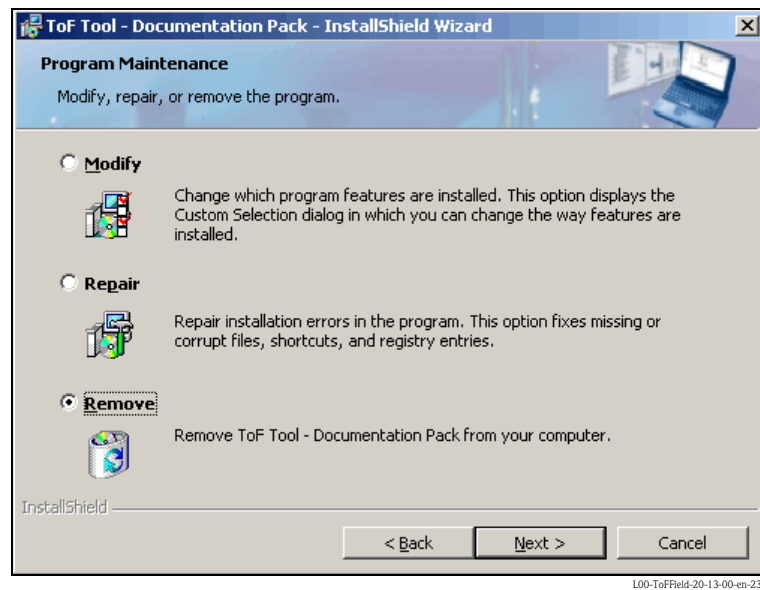 ToF Tool - Documentation Pack - InstallShield Wizard
Program Maintenance
Modify, repair, or remove the program.
Modify
Change which program features are installed. This option displays the
Custom Selection dialog in which you can change the way features are
installed.
Repair
Repair installation errors in the program. This option fixes missing or
corrupt files, shortcuts, and registry entries.
Remove
Remove ToF Tool - Documentation Pack from your computer.
InstallShield
< Back
Next >
Cancel
L00-ToFField-20-13-00-en-23